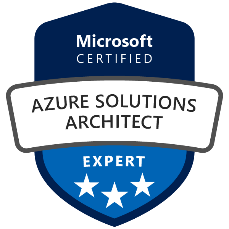 Microsoft
CERTIFIED
AZURE SOLUTIONS
ARCHITECT
EXPERT